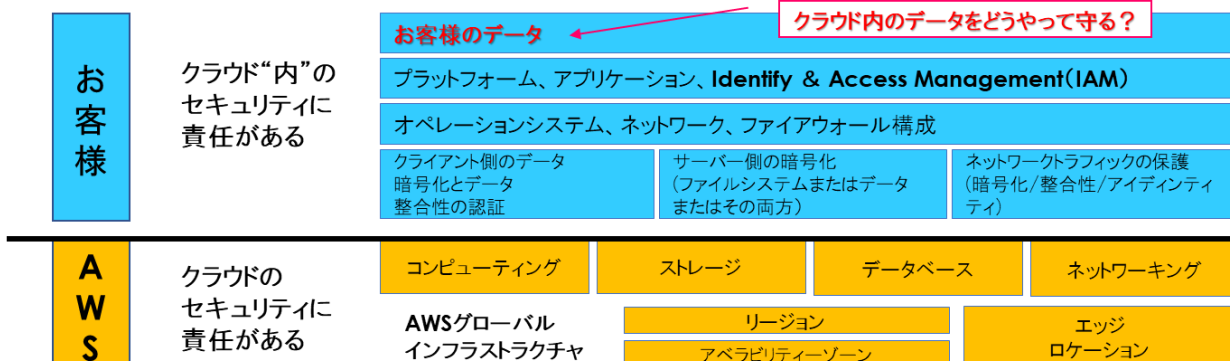 クラウド内のデータをどうやって守る？
お客様のデータ
お客様
クラウド“内”の
セキュリティに
責任がある
プラットフォーム、アプリケーション、Identify & Access Management（IAM）
オペレーションシステム、ネットワーク、ファイアウォール構成
クライアント側のデータ
暗号化とデータ
整合性の認証
サーバー側の暗号化
(ファイルシステムまたはデータ
またはその両方)
ネットワークトラフィックの保護
(暗号化/整合性/アイディンティ
ティ)
AWS
クラウドの
セキュリティに
責任がある
コンピューティング
ストレージ
データベース
ネットワーキング
AWSグローバル
インフラストラクチャ
リージョン
アベラビリティーゾーン
エッジ
ロケーション